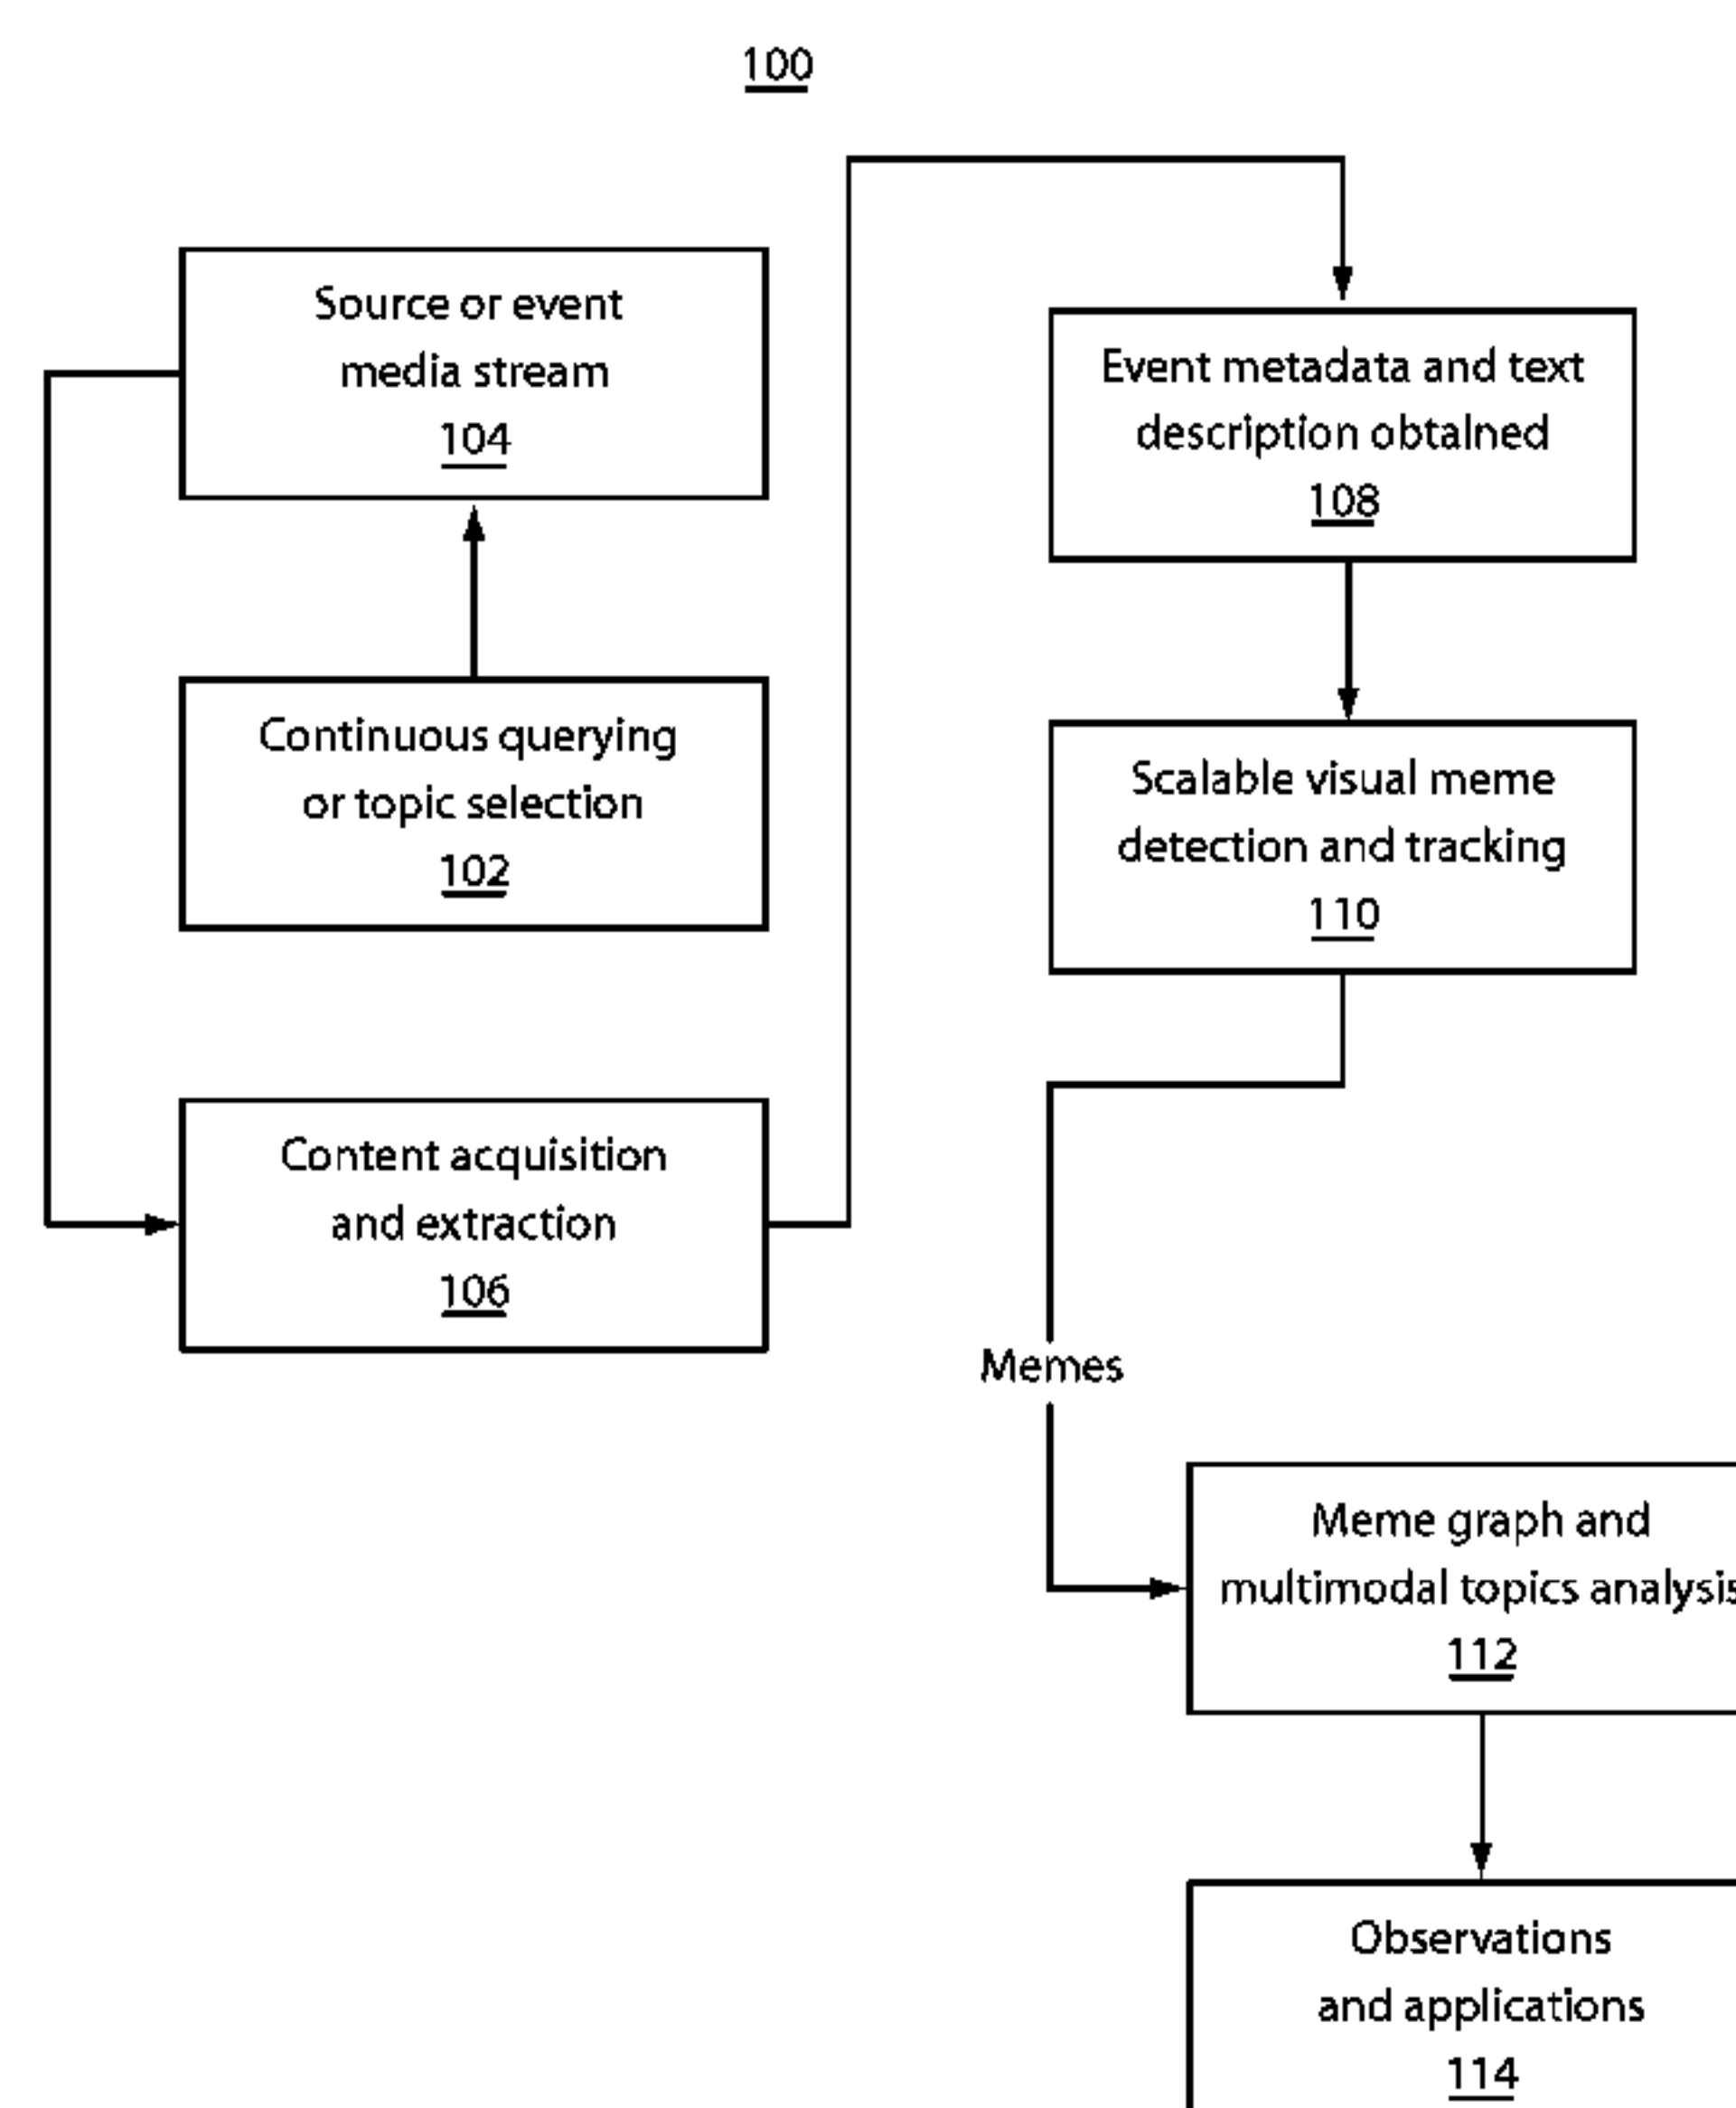 100
Source or event
media stream
104
Continuous querying
or topic selection
102
Content acquisition
and extraction
106
Event metadata and text
description obtained
108
Scalable visual meme
detection and tracking
110
Memes
Meme graph and
multimodal topics analysis
112
Observations
and applications
114